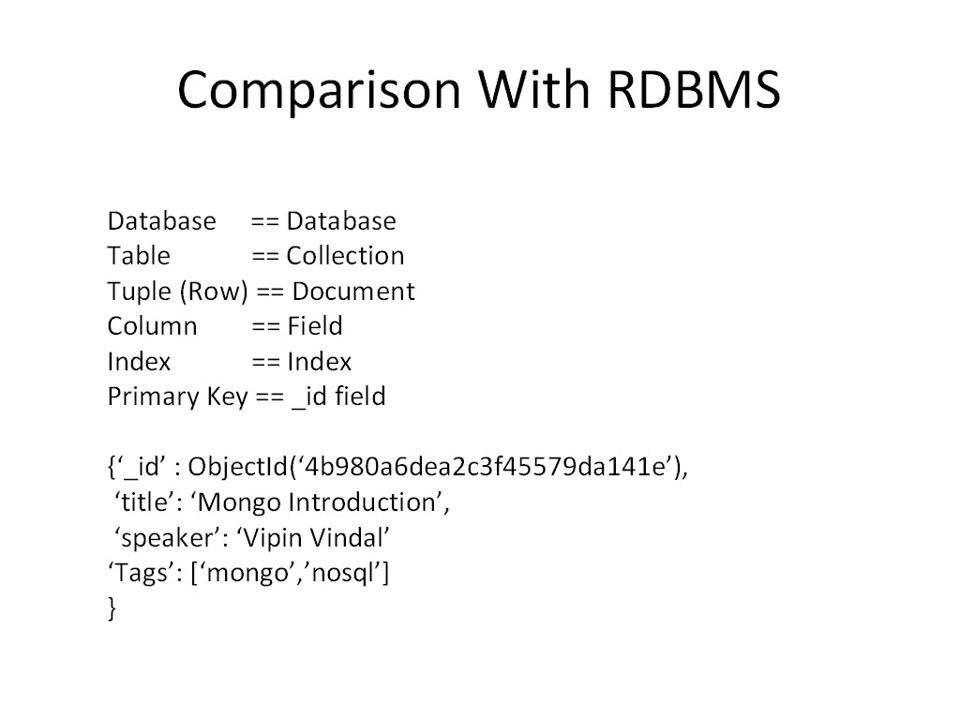 Comparison With RDBMS
Database == Database
Table == Collection
Tuple (Row) == Document
Column == Field
Index == Index
Primary Key == _id field
{‘_id’ : ObjectId(‘4b980a6dea2c3f45579da141e’),
‘title’: ‘Mongo Introduction’,
‘speaker’: ‘Vipin Vindal’
‘Tags’: [‘mongo’,’nosql’]
}